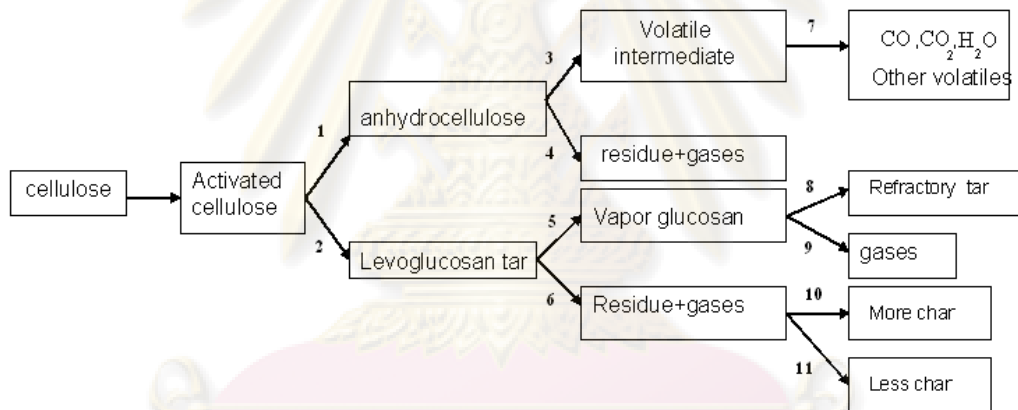 cellulose
Activated
cellulose
1
2
anhydrocellulose
Levoglucosan tar
3
4
5
6
Volatile
intermediate
residue+gases
Vapor glucosan
Residue+gases
7
8
9
10
11
CO,CO₂,H₂O
Other volatiles
Refractory tar
gases
More char
Less char